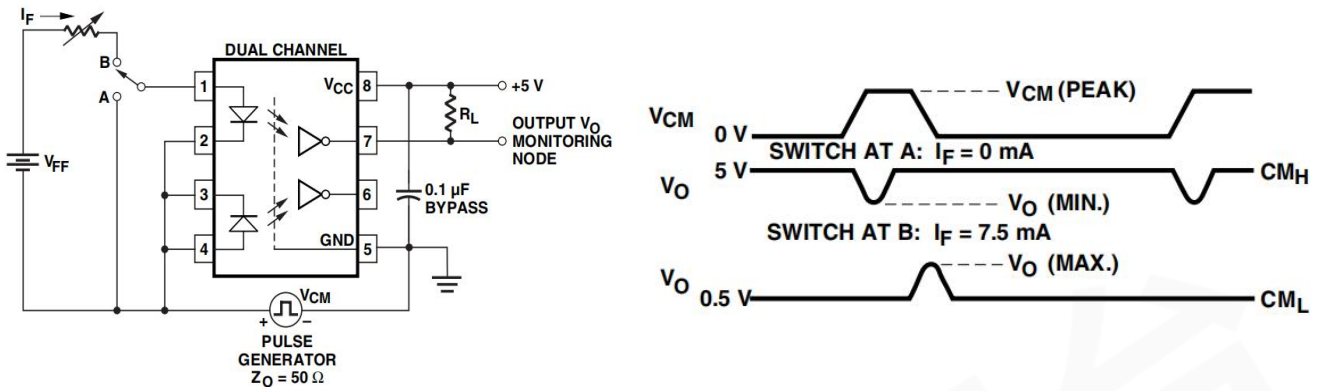 I_F
B
A
V_FF
DUAL CHANNEL
1
2
3
4
V_CC 8
7
6
GND 5
+5 V
R_L
OUTPUT V_O
MONITORING
NODE
0.1 µF
BYPASS
V_CM
+ –
PULSE
GENERATOR
Z_O = 50 Ω
V_CM
V_CM (PEAK)
0 V
SWITCH AT A: I_F = 0 mA
V_O 5 V CM_H
V_O (MIN.)
SWITCH AT B: I_F = 7.5 mA
V_O (MAX.)
V_O 0.5 V CM_L